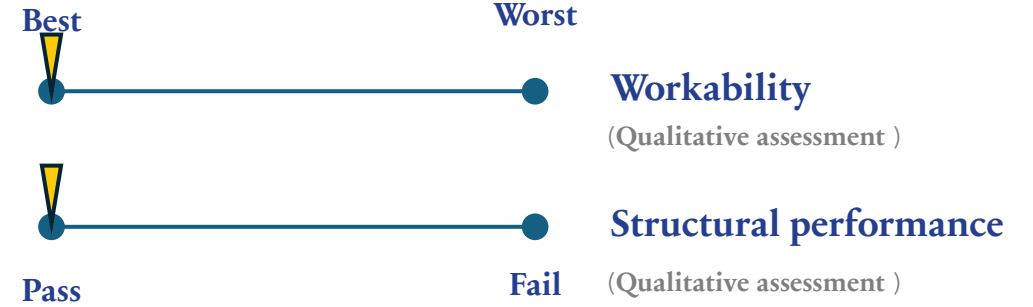 Best
Worst
Workability
(Qualitative assessment )
Structural performance
Pass
Fail
(Qualitative assessment )